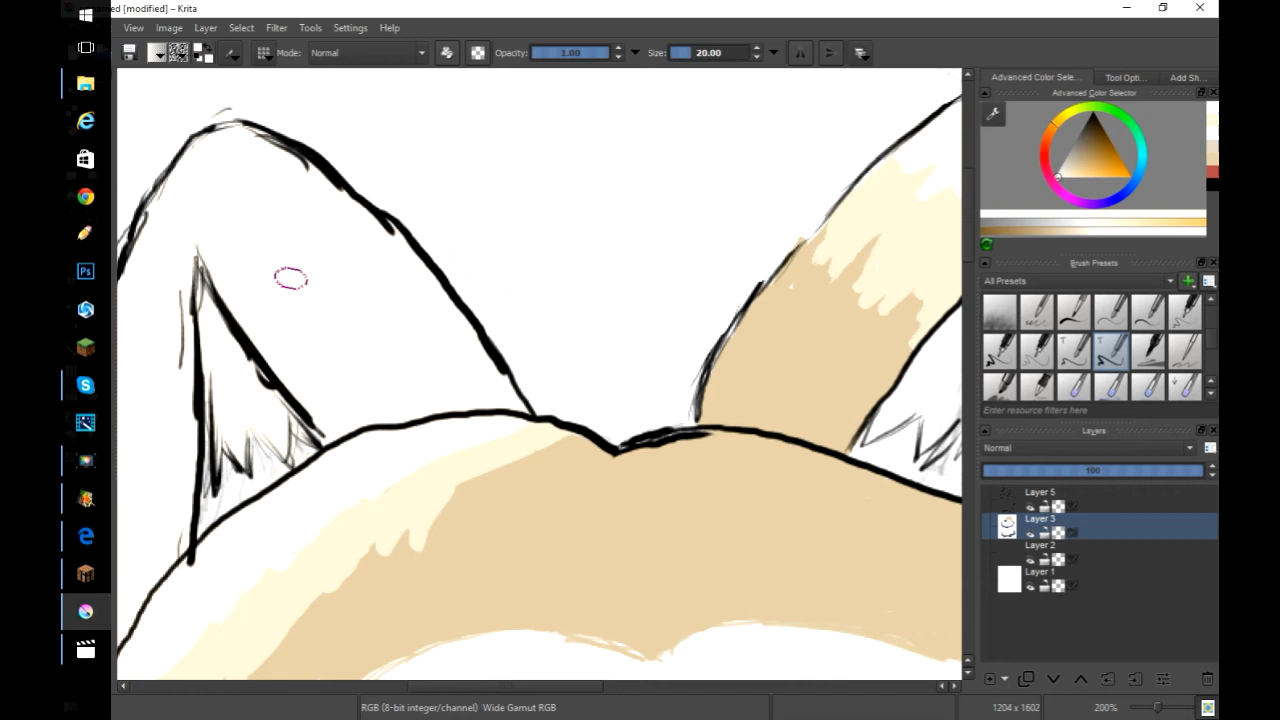 named [modified] – Krita
View Image Layer Select Filter Tools Settings Help
Mode: Normal Opacity: 1.00 Size: 20.00
Advanced Color Sele... Tool Opti... Add Sh...
Advanced Color Selector
Brush Presets
All Presets
Enter resource filters here
Layers
Normal
100
Layer 5
Layer 3
Layer 2
Layer 1
RGB (8-bit integer/channel) Wide Gamut RGB 1204 x 1602 200%
Ps